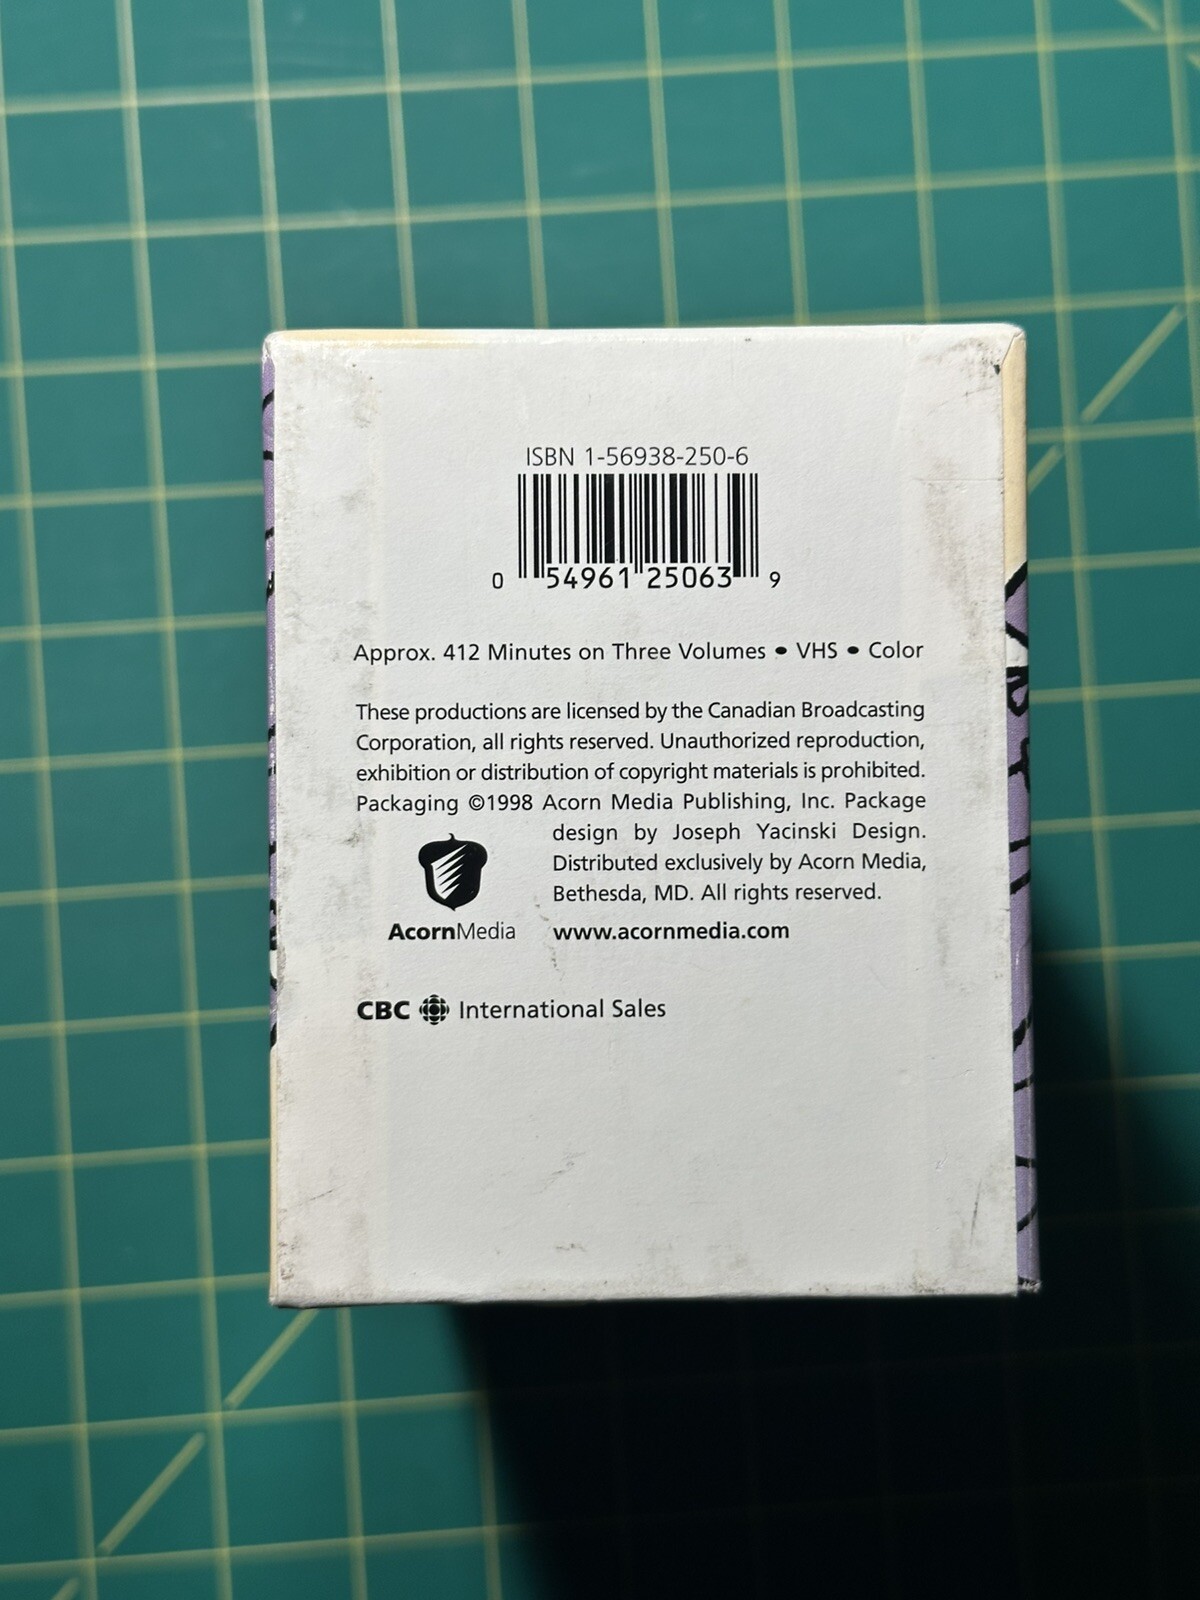 ISBN 1-56938-250-6
0 54961 25063 9
Approx. 412 Minutes on Three Volumes • VHS • Color
These productions are licensed by the Canadian Broadcasting
Corporation, all rights reserved. Unauthorized reproduction,
exhibition or distribution of copyright materials is prohibited.
Packaging ©1998 Acorn Media Publishing, Inc. Package
design by Joseph Yacinski Design.
Distributed exclusively by Acorn Media,
Bethesda, MD. All rights reserved.
AcornMedia
www.acornmedia.com
CBC International Sales